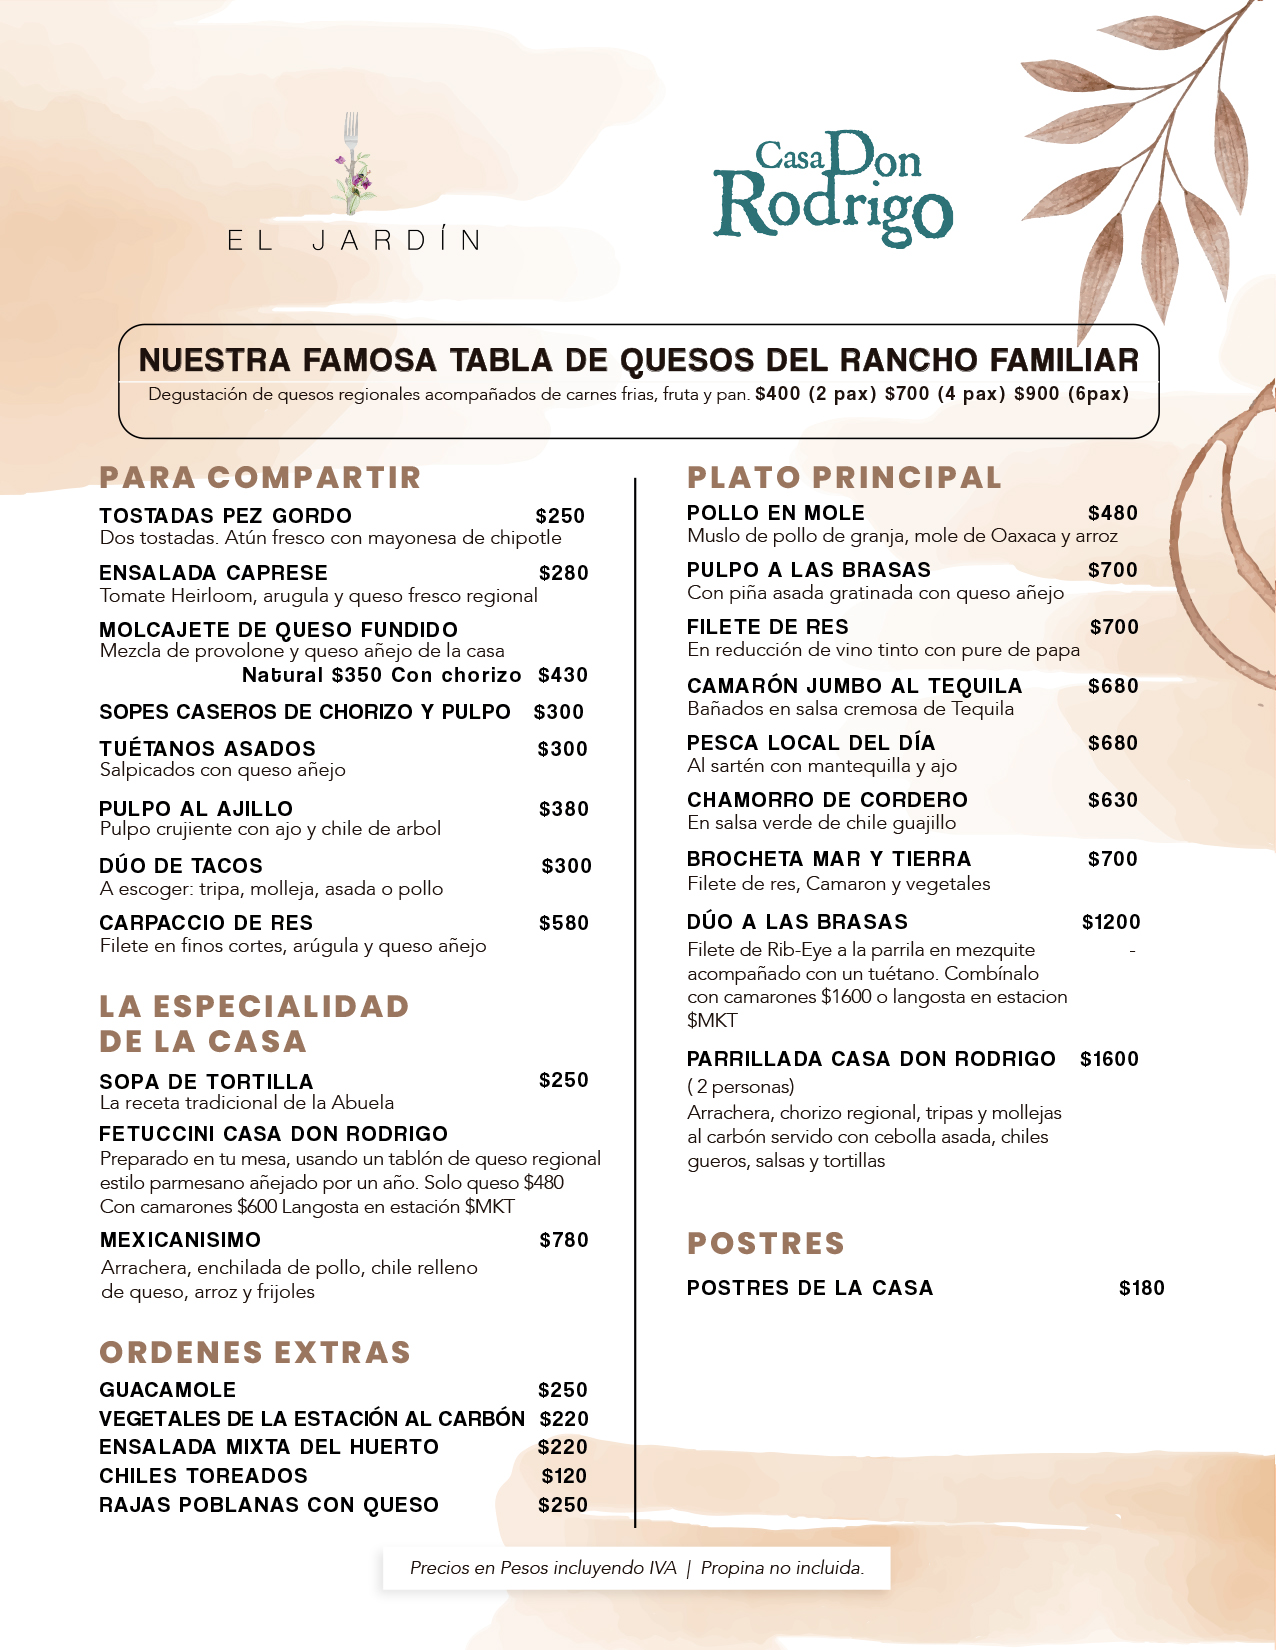 EL JARDÍN
Casa Don
Rodrigo
NUESTRA FAMOSA TABLA DE QUESOS DEL RANCHO FAMILIAR
Degustación de quesos regionales acompañados de carnes frias, fruta y pan. $400 (2 pax) $700 (4 pax) $900 (6pax)
PARA COMPARTIR
TOSTADAS PEZ GORDO $250
Dos tostadas. Atún fresco con mayonesa de chipotle
ENSALADA CAPRESE $280
Tomate Heirloom, arugula y queso fresco regional
MOLCAJETE DE QUESO FUNDIDO
Mezcla de provolone y queso añejo de la casa
Natural $350 Con chorizo $430
SOPES CASEROS DE CHORIZO Y PULPO $300
TUÉTANOS ASADOS $300
Salpicados con queso añejo
PULPO AL AJILLO $380
Pulpo crujiente con ajo y chile de arbol
DÚO DE TACOS $300
A escoger: tripa, molleja, asada o pollo
CARPACCIO DE RES $580
Filete en finos cortes, arúgula y queso añejo
LA ESPECIALIDAD
DE LA CASA
SOPA DE TORTILLA $250
La receta tradicional de la Abuela
FETUCCINI CASA DON RODRIGO
Preparado en tu mesa, usando un tablón de queso regional
estilo parmesano añejado por un año. Solo queso $480
Con camarones $600 Langosta en estación $MKT
MEXICANISIMO $780
Arrachera, enchilada de pollo, chile relleno
de queso, arroz y frijoles
ORDENES EXTRAS
GUACAMOLE $250
VEGETALES DE LA ESTACIÓN AL CARBÓN $220
ENSALADA MIXTA DEL HUERTO $220
CHILES TOREADOS $120
RAJAS POBLANAS CON QUESO $250
PLATO PRINCIPAL
POLLO EN MOLE $480
Muslo de pollo de granja, mole de Oaxaca y arroz
PULPO A LAS BRASAS $700
Con piña asada gratinada con queso añejo
FILETE DE RES $700
En reducción de vino tinto con pure de papa
CAMARÓN JUMBO AL TEQUILA $680
Bañados en salsa cremosa de Tequila
PESCA LOCAL DEL DÍA $680
Al sartén con mantequilla y ajo
CHAMORRO DE CORDERO $630
En salsa verde de chile guajillo
BROCHETA MAR Y TIERRA $700
Filete de res, Camaron y vegetales
DÚO A LAS BRASAS $1200
Filete de Rib-Eye a la parrila en mezquite -
acompañado con un tuétano. Combínalo
con camarones $1600 o langosta en estacion
$MKT
PARRILLADA CASA DON RODRIGO $1600
( 2 personas)
Arrachera, chorizo regional, tripas y mollejas
al carbón servido con cebolla asada, chiles
gueros, salsas y tortillas
POSTRES
POSTRES DE LA CASA $180
Precios en Pesos incluyendo IVA | Propina no incluida.